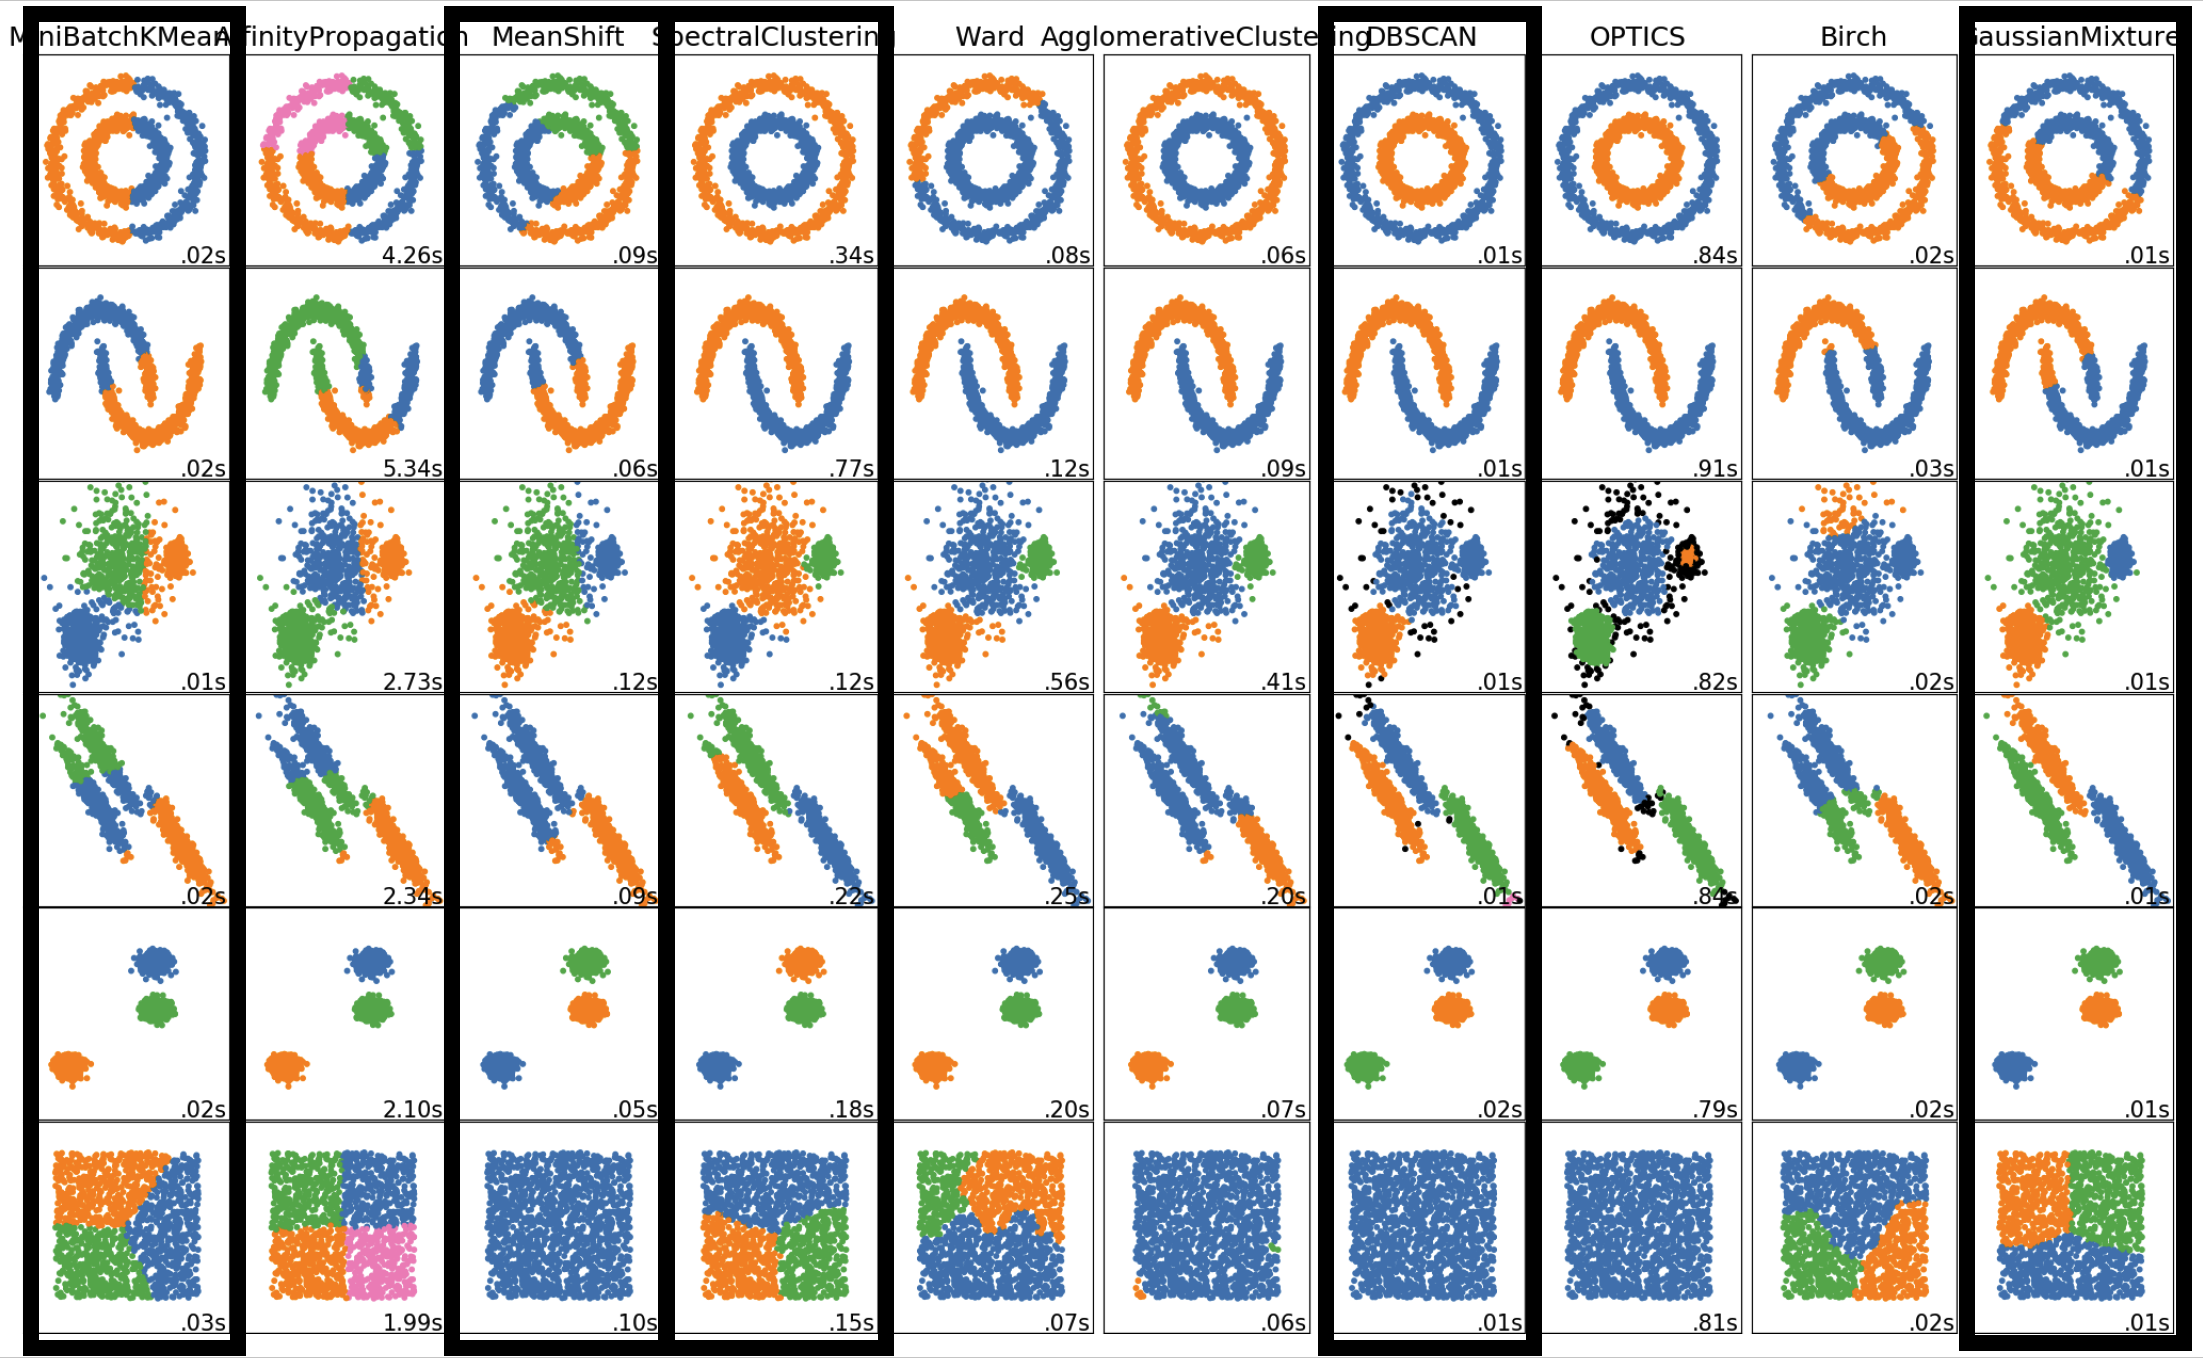 MiniBatchKMean AffinityPropagation MeanShift SpectralClustering Ward AgglomerativeClustering DBSCAN OPTICS Birch GaussianMixture
.02s 4.26s .09s .34s .08s .06s .01s .84s .02s .01s
.02s 5.34s .06s .77s .12s .09s .01s .91s .03s .01s
.01s 2.73s .12s .12s .56s .41s .01s .82s .02s .01s
.02s 2.34s .09s .22s .25s .20s .01s .84s .02s .01s
.02s 2.10s .05s .18s .20s .07s .02s .79s .02s .01s
.03s 1.99s .10s .15s .07s .06s .01s .81s .02s .01s